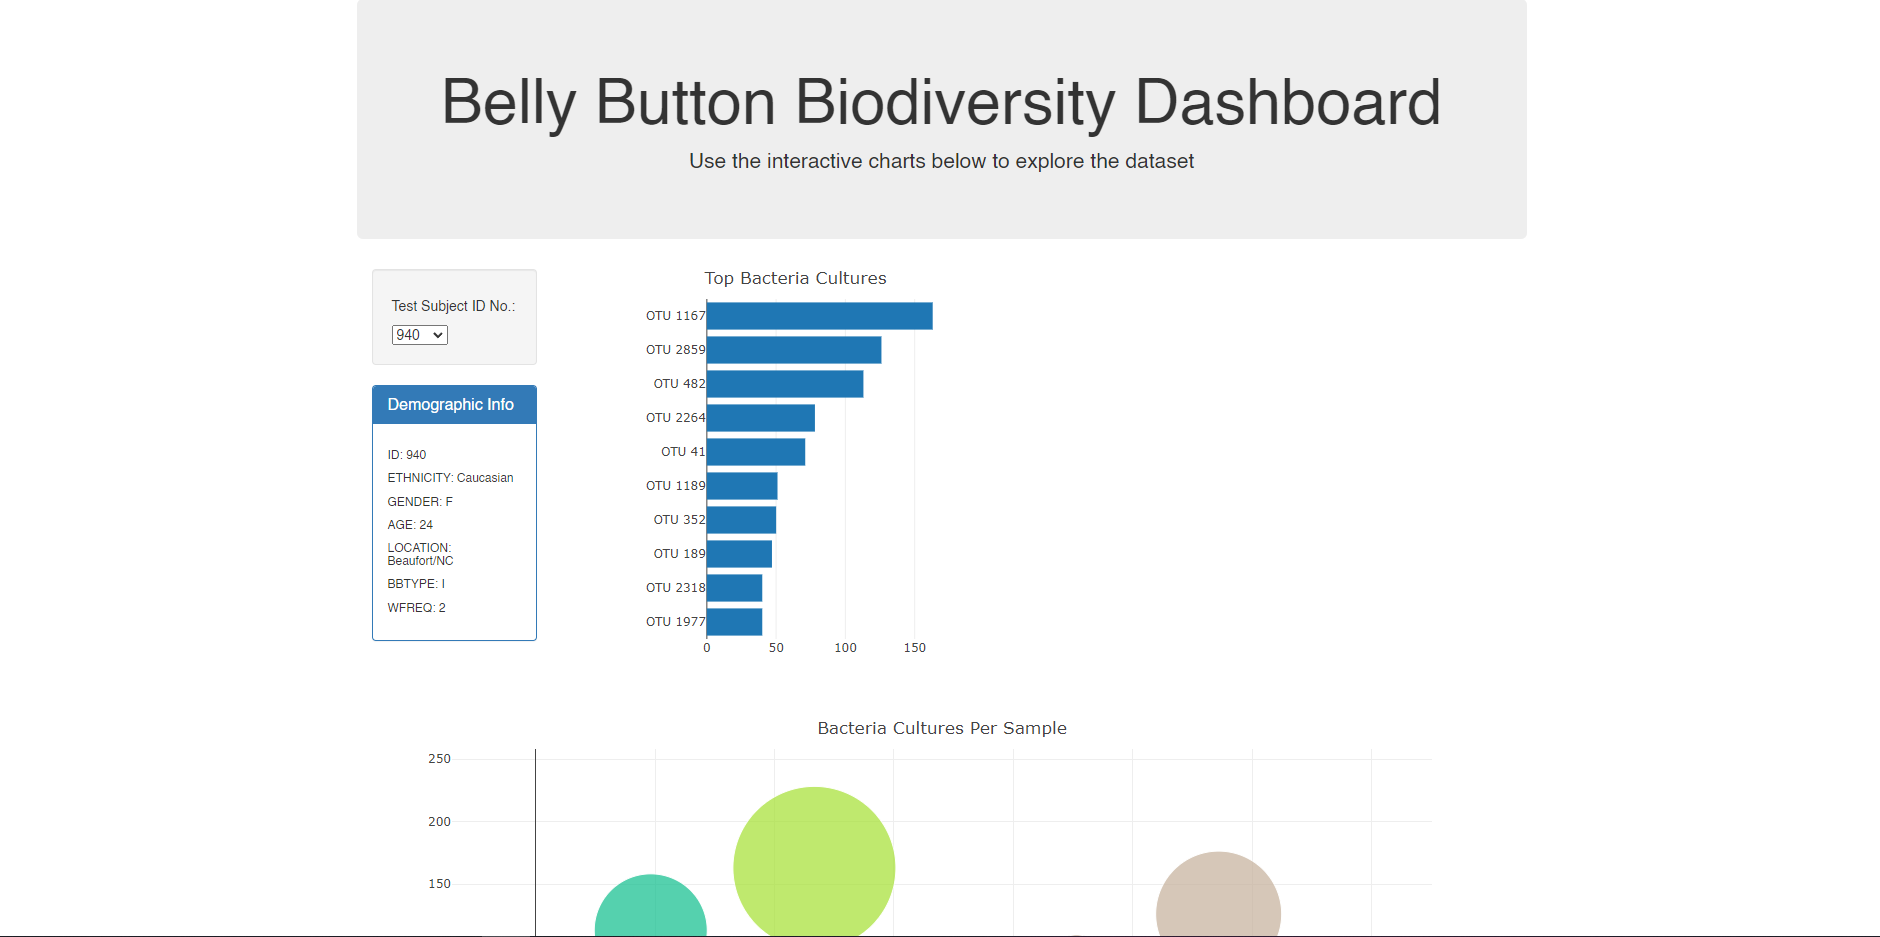 Belly Button Biodiversity Dashboard
Use the interactive charts below to explore the dataset
Test Subject ID No.:
940
Demographic Info
ID: 940
ETHNICITY: Caucasian
GENDER: F
AGE: 24
LOCATION:
Beaufort/NC
BBTYPE: I
WFREQ: 2
Top Bacteria Cultures
OTU 1167
OTU 2859
OTU 482
OTU 2264
OTU 41
OTU 1189
OTU 352
OTU 189
OTU 2318
OTU 1977
0 50 100 150
Bacteria Cultures Per Sample
250
200
150